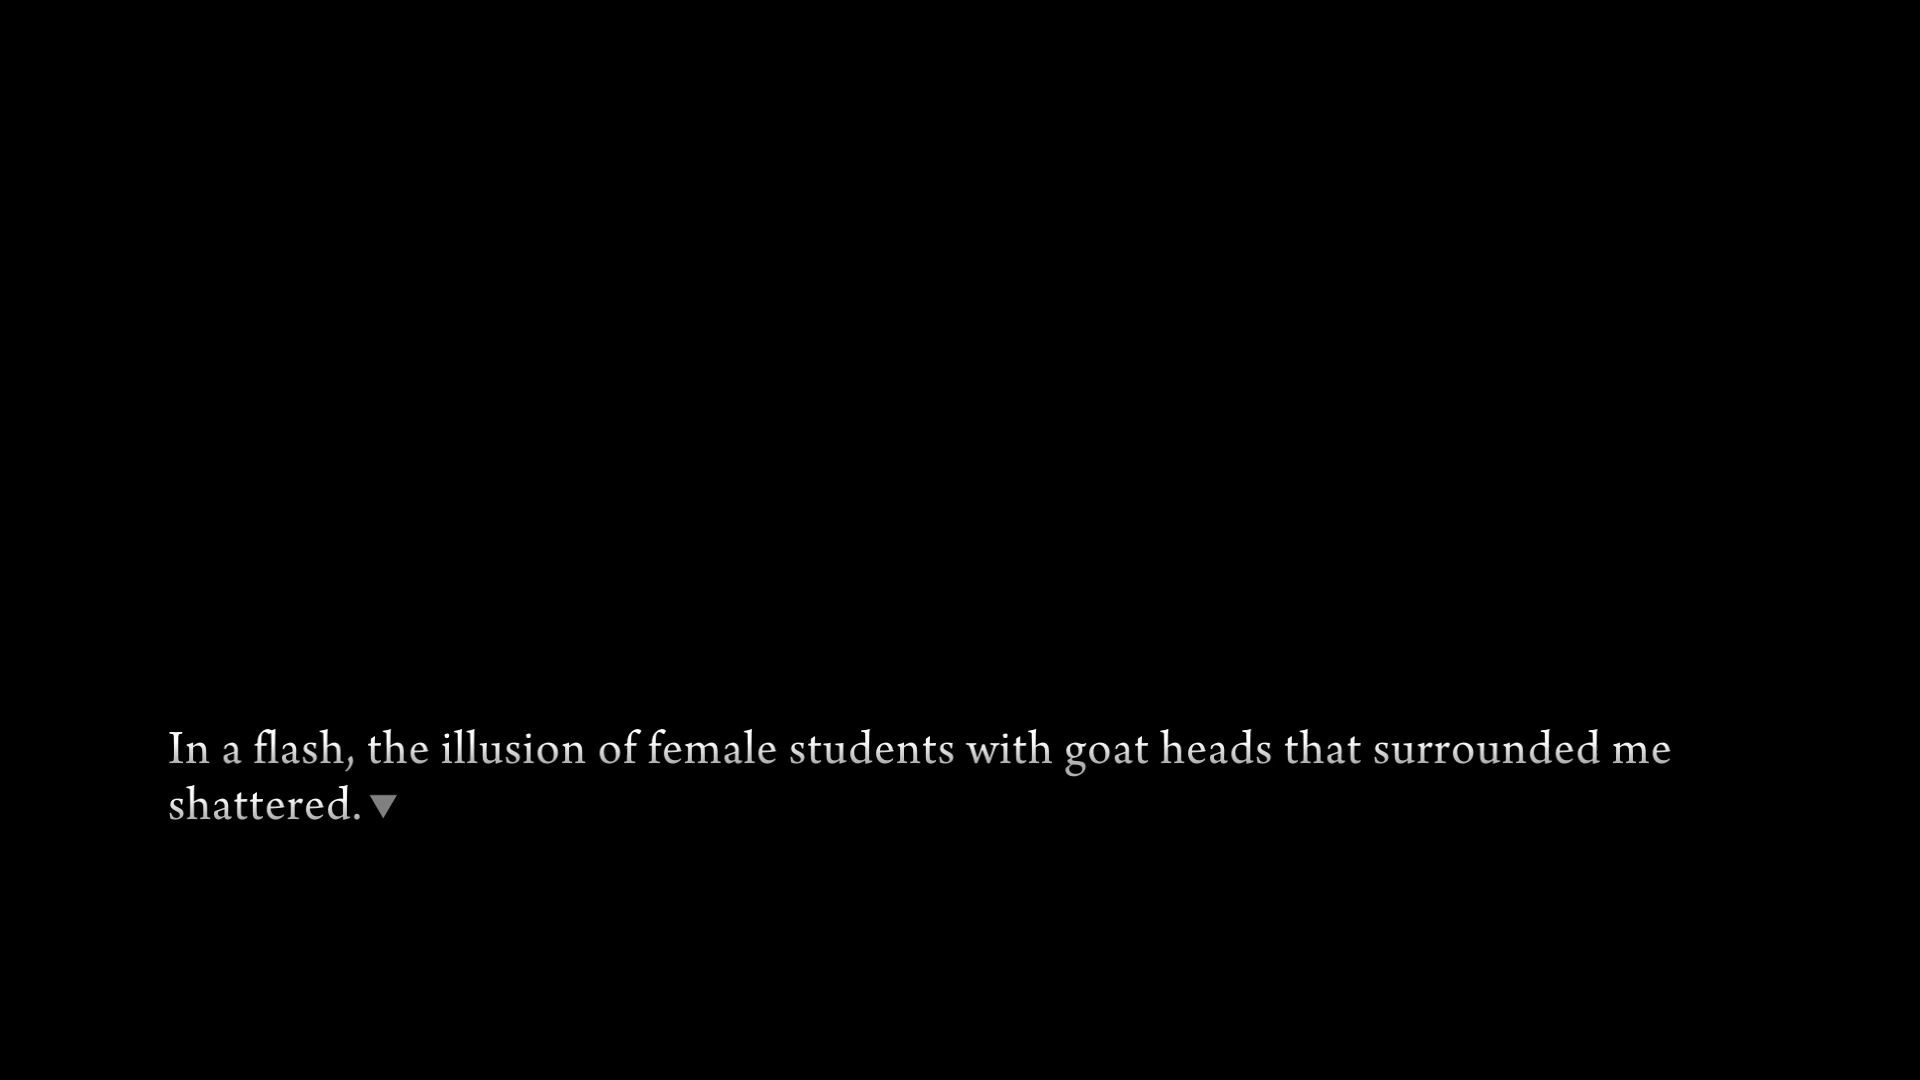 In a flash, the illusion of female students with goat heads that surrounded me
shattered.